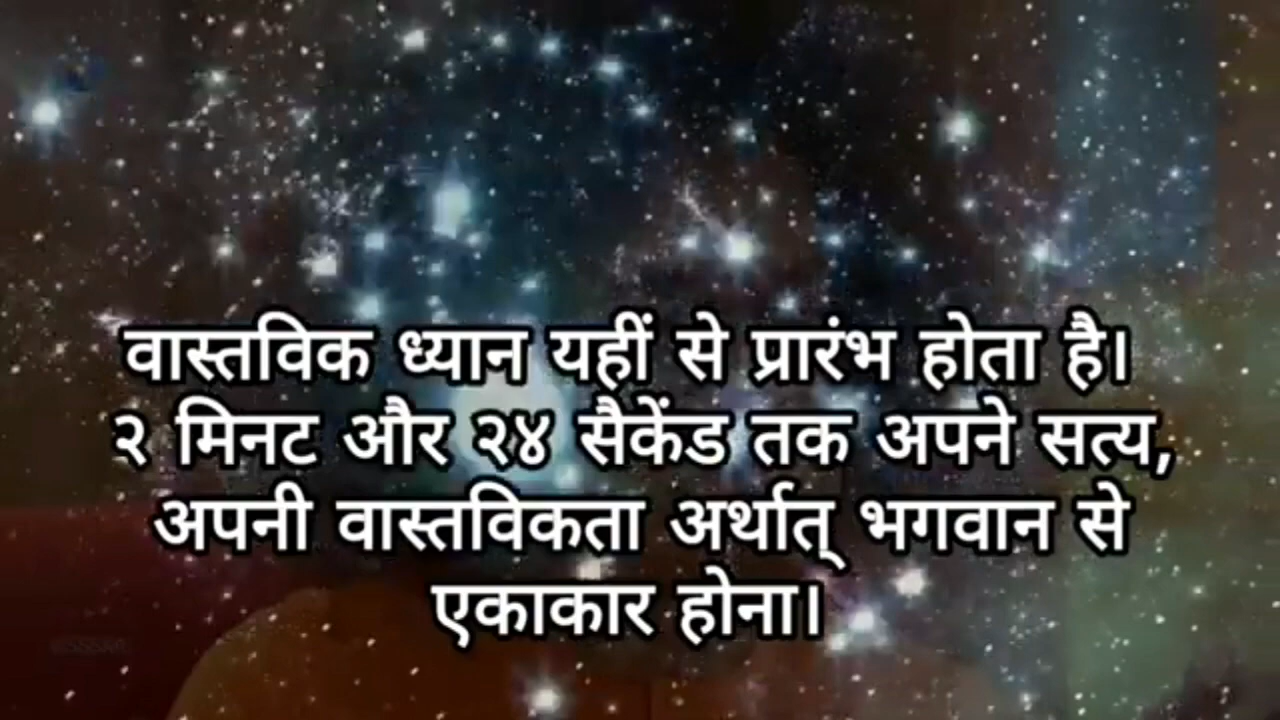 वास्तविक ध्यान यहीं से प्रारंभ होता है।
२ मिनट और २४ सैकेंड तक अपने सत्य,
अपनी वास्तविकता अर्थात् भगवान से
एकाकार होना।